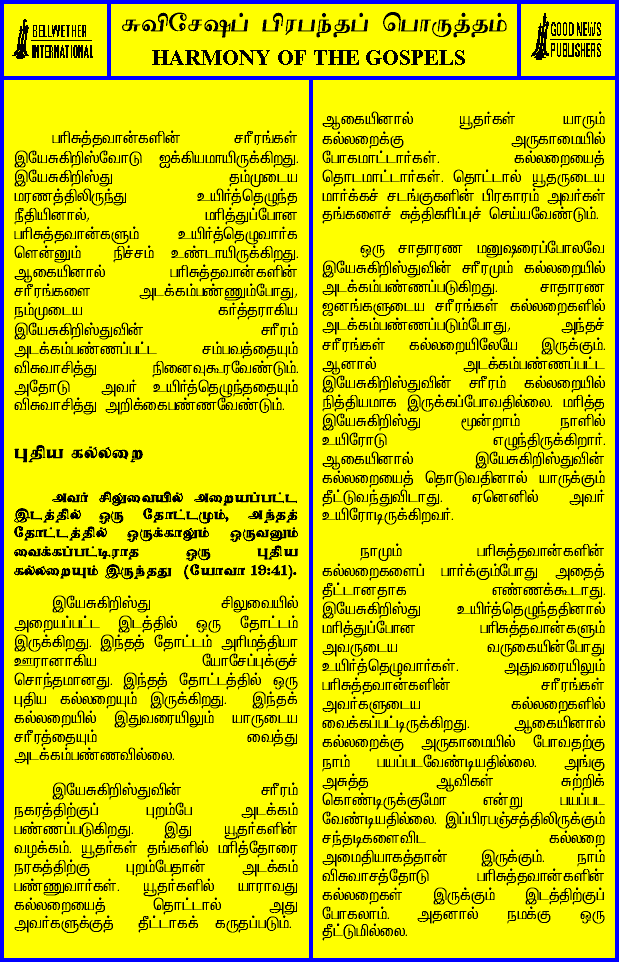 BELLWETHER
INTERNATIONAL
சுவிசேஷப் பிரபந்தப் பொருத்தம்
HARMONY OF THE GOSPELS
GOOD NEWS
PUBLISHERS
பரிசுத்தவான்களின் சரீரங்கள்
இயேசுகிறிஸ்வோடு ஐக்கியமாயிருக்கிறது.
இயேசுகிறிஸ்து தம்முடைய
மரணத்திலிருந்து உயிர்த்தெழுந்த
நீதியினால், மரித்துப்போன
பரிசுத்தவான்களும் உயிர்த்தெழுவார்க
ளென்னும் நிச்சம் உண்டாயிருக்கிறது.
ஆகையினால் பரிசுத்தவான்களின்
சரீரங்களை அடக்கம்பண்ணும்போது,
நம்முடைய கர்த்தராகிய
இயேசுகிறிஸ்துவின் சரீரம்
அடக்கம்பண்ணப்பட்ட சம்பவத்தையும்
விசுவாசித்து நினைவுகூரவேண்டும்.
அதோடு அவர் உயிர்த்தெழுந்ததையும்
விசுவாசித்து அறிக்கைபண்ணவேண்டும்.
புதிய கல்லறை
அவர் சிலுவையில் அறையப்பட்ட
இடத்தில் ஒரு தோட்டமும், அந்தத்
தோட்டத்தில் ஒருக்காலும் ஒருவனும்
வைக்கப்பட்டிராத ஒரு புதிய
கல்லறையும் இருந்தது (யோவா 19:41).
இயேசுகிறிஸ்து சிலுவையில்
அறையப்பட்ட இடத்தில் ஒரு தோட்டம்
இருக்கிறது. இந்தத் தோட்டம் அரிமத்தியா
ஊரானாகிய யோசேப்புக்குச்
சொந்தமானது. இந்தத் தோட்டத்தில் ஒரு
புதிய கல்லறையும் இருக்கிறது. இந்தக்
கல்லறையில் இதுவரையிலும் யாருடைய
சரீரத்தையும் வைத்து
அடக்கம்பண்ணவில்லை.
இயேசுகிறிஸ்துவின் சரீரம்
நகரத்திற்குப் புறம்பே அடக்கம்
பண்ணப்படுகிறது. இது யூதர்களின்
வழக்கம். யூதர்கள் தங்களில் மரித்தோரை
நரகத்திற்கு புறம்பேதான் அடக்கம்
பண்ணுவார்கள். யூதர்களில் யாராவது
கல்லறையைத் தொட்டால் அது
அவர்களுக்குத் தீட்டாகக் கருதப்படும்.
ஆகையினால் யூதர்கள் யாரும்
கல்லறைக்கு அருகாமையில்
போகமாட்டார்கள். கல்லறையைத்
தொடமாட்டார்கள். தொட்டால் யூதருடைய
மார்க்கச் சடங்குகளின் பிரகாரம் அவர்கள்
தங்களைச் சுத்திகரிப்புச் செய்யவேண்டும்.
ஒரு சாதாரண மனுஷரைப்போலவே
இயேசுகிறிஸ்துவின் சரீரமும் கல்லறையில்
அடக்கம்பண்ணப்படுகிறது. சாதாரண
ஜனங்களுடைய சரீரங்கள் கல்லறைகளில்
அடக்கம்பண்ணப்படும்போது, அந்தச்
சரீரங்கள் கல்லறையிலேயே இருக்கும்.
ஆனால் அடக்கம்பண்ணப்பட்ட
இயேசுகிறிஸ்துவின் சரீரம் கல்லறையில்
நித்தியமாக இருக்கப்போவதில்லை. மரித்த
இயேசுகிறிஸ்து மூன்றாம் நாளில்
உயிரோடு எழுந்திருக்கிறார்.
ஆகையினால் இயேசுகிறிஸ்துவின்
கல்லறையைத் தொடுவதினால் யாருக்கும்
தீட்டுவந்துவிடாது. ஏனெனில் அவர்
உயிரோடிருக்கிறவர்.
நாமும் பரிசுத்தவான்களின்
கல்லறைகளைப் பார்க்கும்போது அதைத்
தீட்டானதாக எண்ணக்கூடாது.
இயேசுகிறிஸ்து உயிர்த்தெழுந்ததினால்
மரித்துப்போன பரிசுத்தவான்களும்
அவருடைய வருகையின்போது
உயிர்த்தெழுவார்கள். அதுவரையிலும்
பரிசுத்தவான்களின் சரீரங்கள்
அவர்களுடைய கல்லறைகளில்
வைக்கப்பட்டிருக்கிறது. ஆகையினால்
கல்லறைக்கு அருகாமையில் போவதற்கு
நாம் பயப்படவேண்டியதில்லை. அங்கு
அசுத்த ஆவிகள் சுற்றிக்
கொண்டிருக்குமோ என்று பயப்பட
வேண்டியதில்லை. இப்பிரபஞ்சத்திலிருக்கும்
சந்தடிகளைவிட கல்லறை
அமைதியாகத்தான் இருக்கும். நாம்
விசுவாசத்தோடு பரிசுத்தவான்களின்
கல்லறைகள் இருக்கும் இடத்திற்குப்
போகலாம். அதனால் நமக்கு ஒரு
தீட்டுமில்லை.